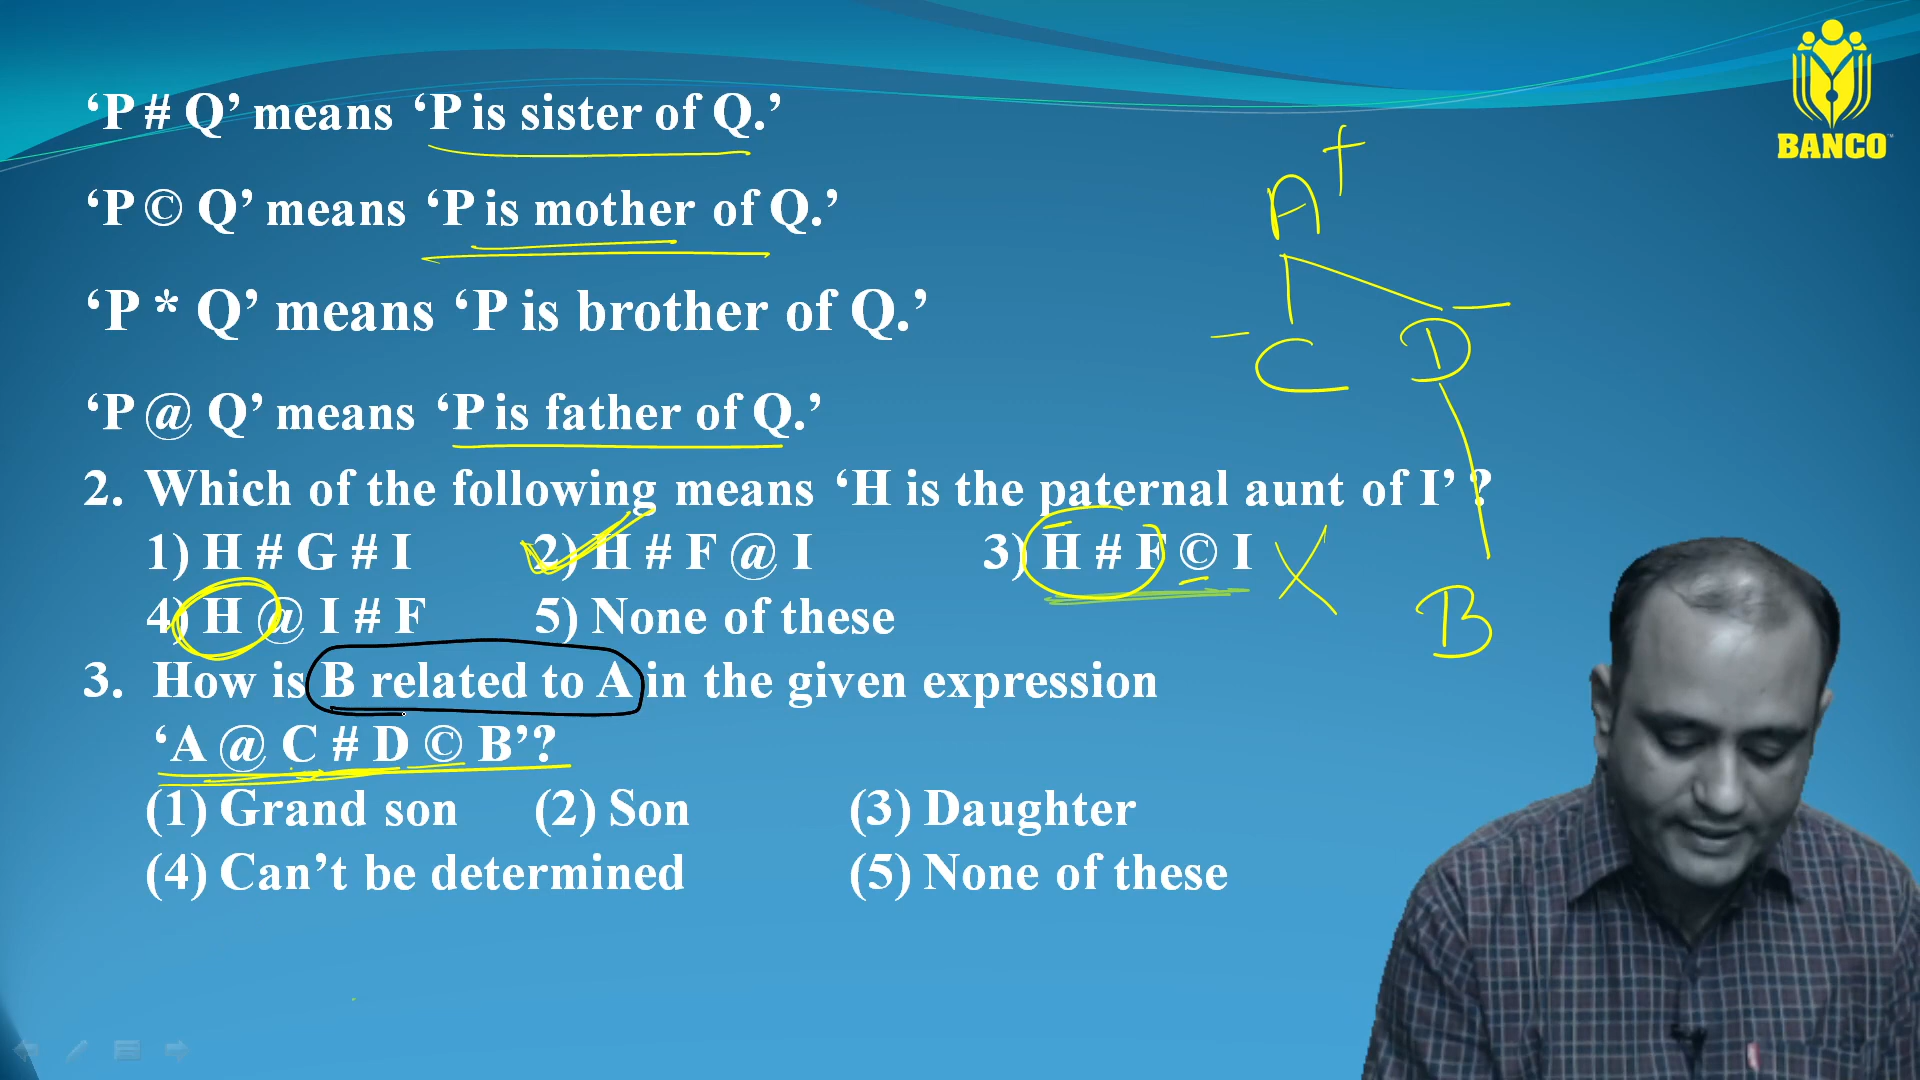 ‘P # Q’ means ‘P is sister of Q.’
‘P © Q’ means ‘P is mother of Q.’
‘P * Q’ means ‘P is brother of Q.’
‘P @ Q’ means ‘P is father of Q.’
2. Which of the following means ‘H is the paternal aunt of I’ ?
1) H # G # I 2) H # F @ I 3) H # F © I
4) H @ I # F 5) None of these
3. How is B related to A in the given expression
‘A @ C # D © B’?
(1) Grand son (2) Son (3) Daughter
(4) Can’t be determined (5) None of these
BANCO™
A +
− C D −
B